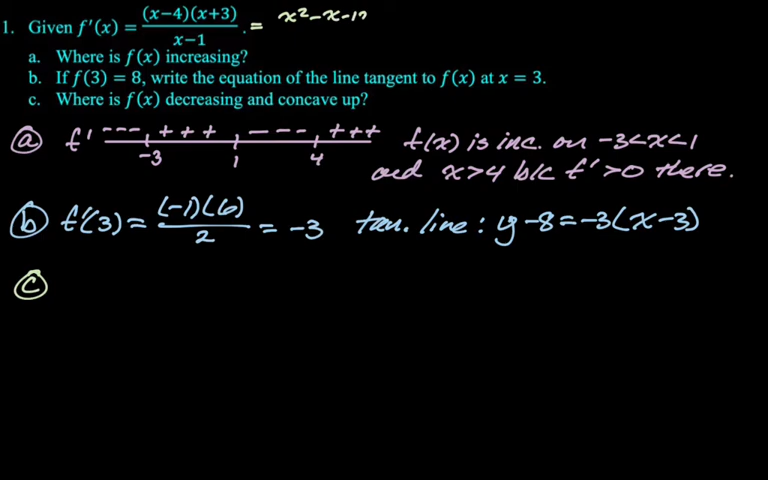 1. Given f′(x) = (x−4)(x+3) / x−1 . = x² − x − 12
a. Where is f(x) increasing?
b. If f(3) = 8, write the equation of the line tangent to f(x) at x = 3.
c. Where is f(x) decreasing and concave up?
(a) f′ − − − + + + − − − + + + f(x) is inc. on −3<x<1
−3 1 4 and x>4 b/c f′>0 there.
(b) f′(3) = (−1)(6) / 2 = −3 tan. line: y−8=−3(x−3)
(c)